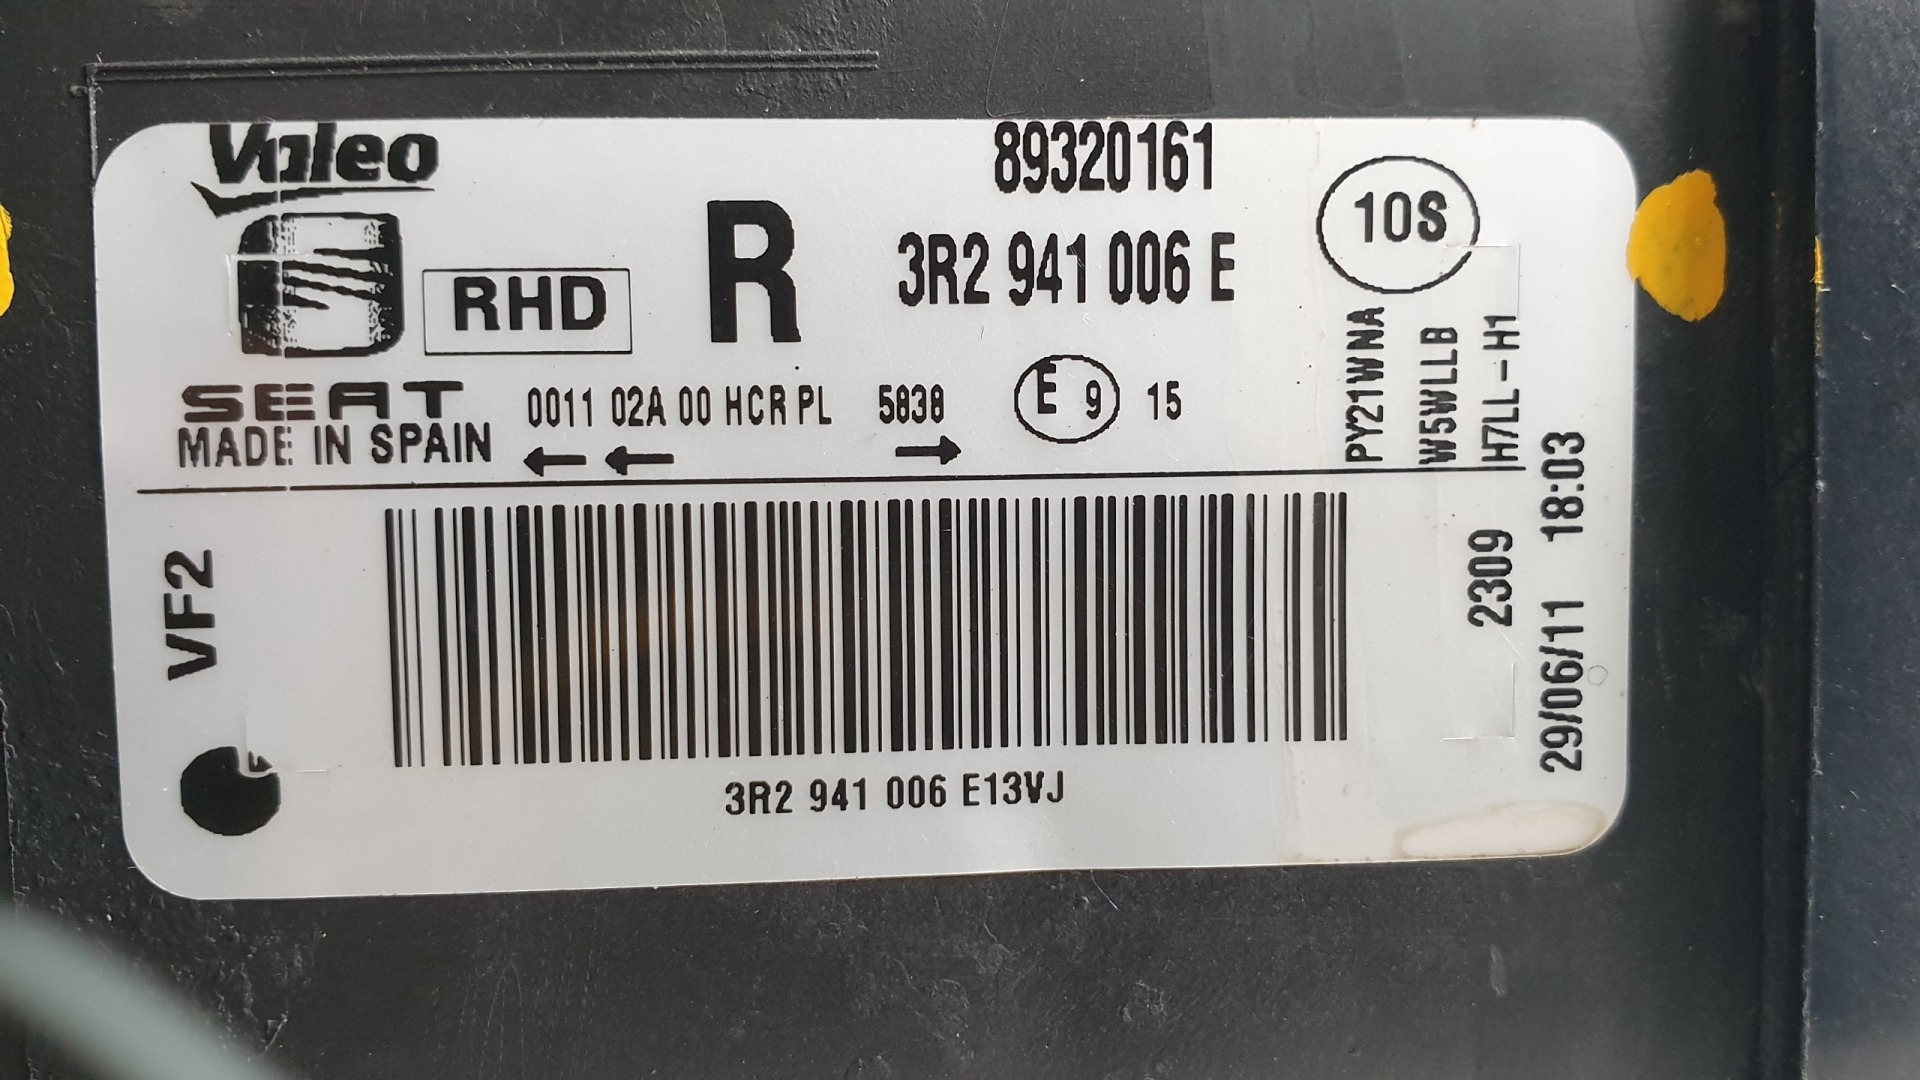 Valeo
89320161
10S
RHD
R
3R2 941 006 E
SEAT
MADE IN SPAIN
0011 02A 00 HCR PL 5838
E 9 15
PY21WNA
W5WLLB
H7LL-H1
VF2
2309
29/06/11 18:03
3R2 941 006 E13VJ